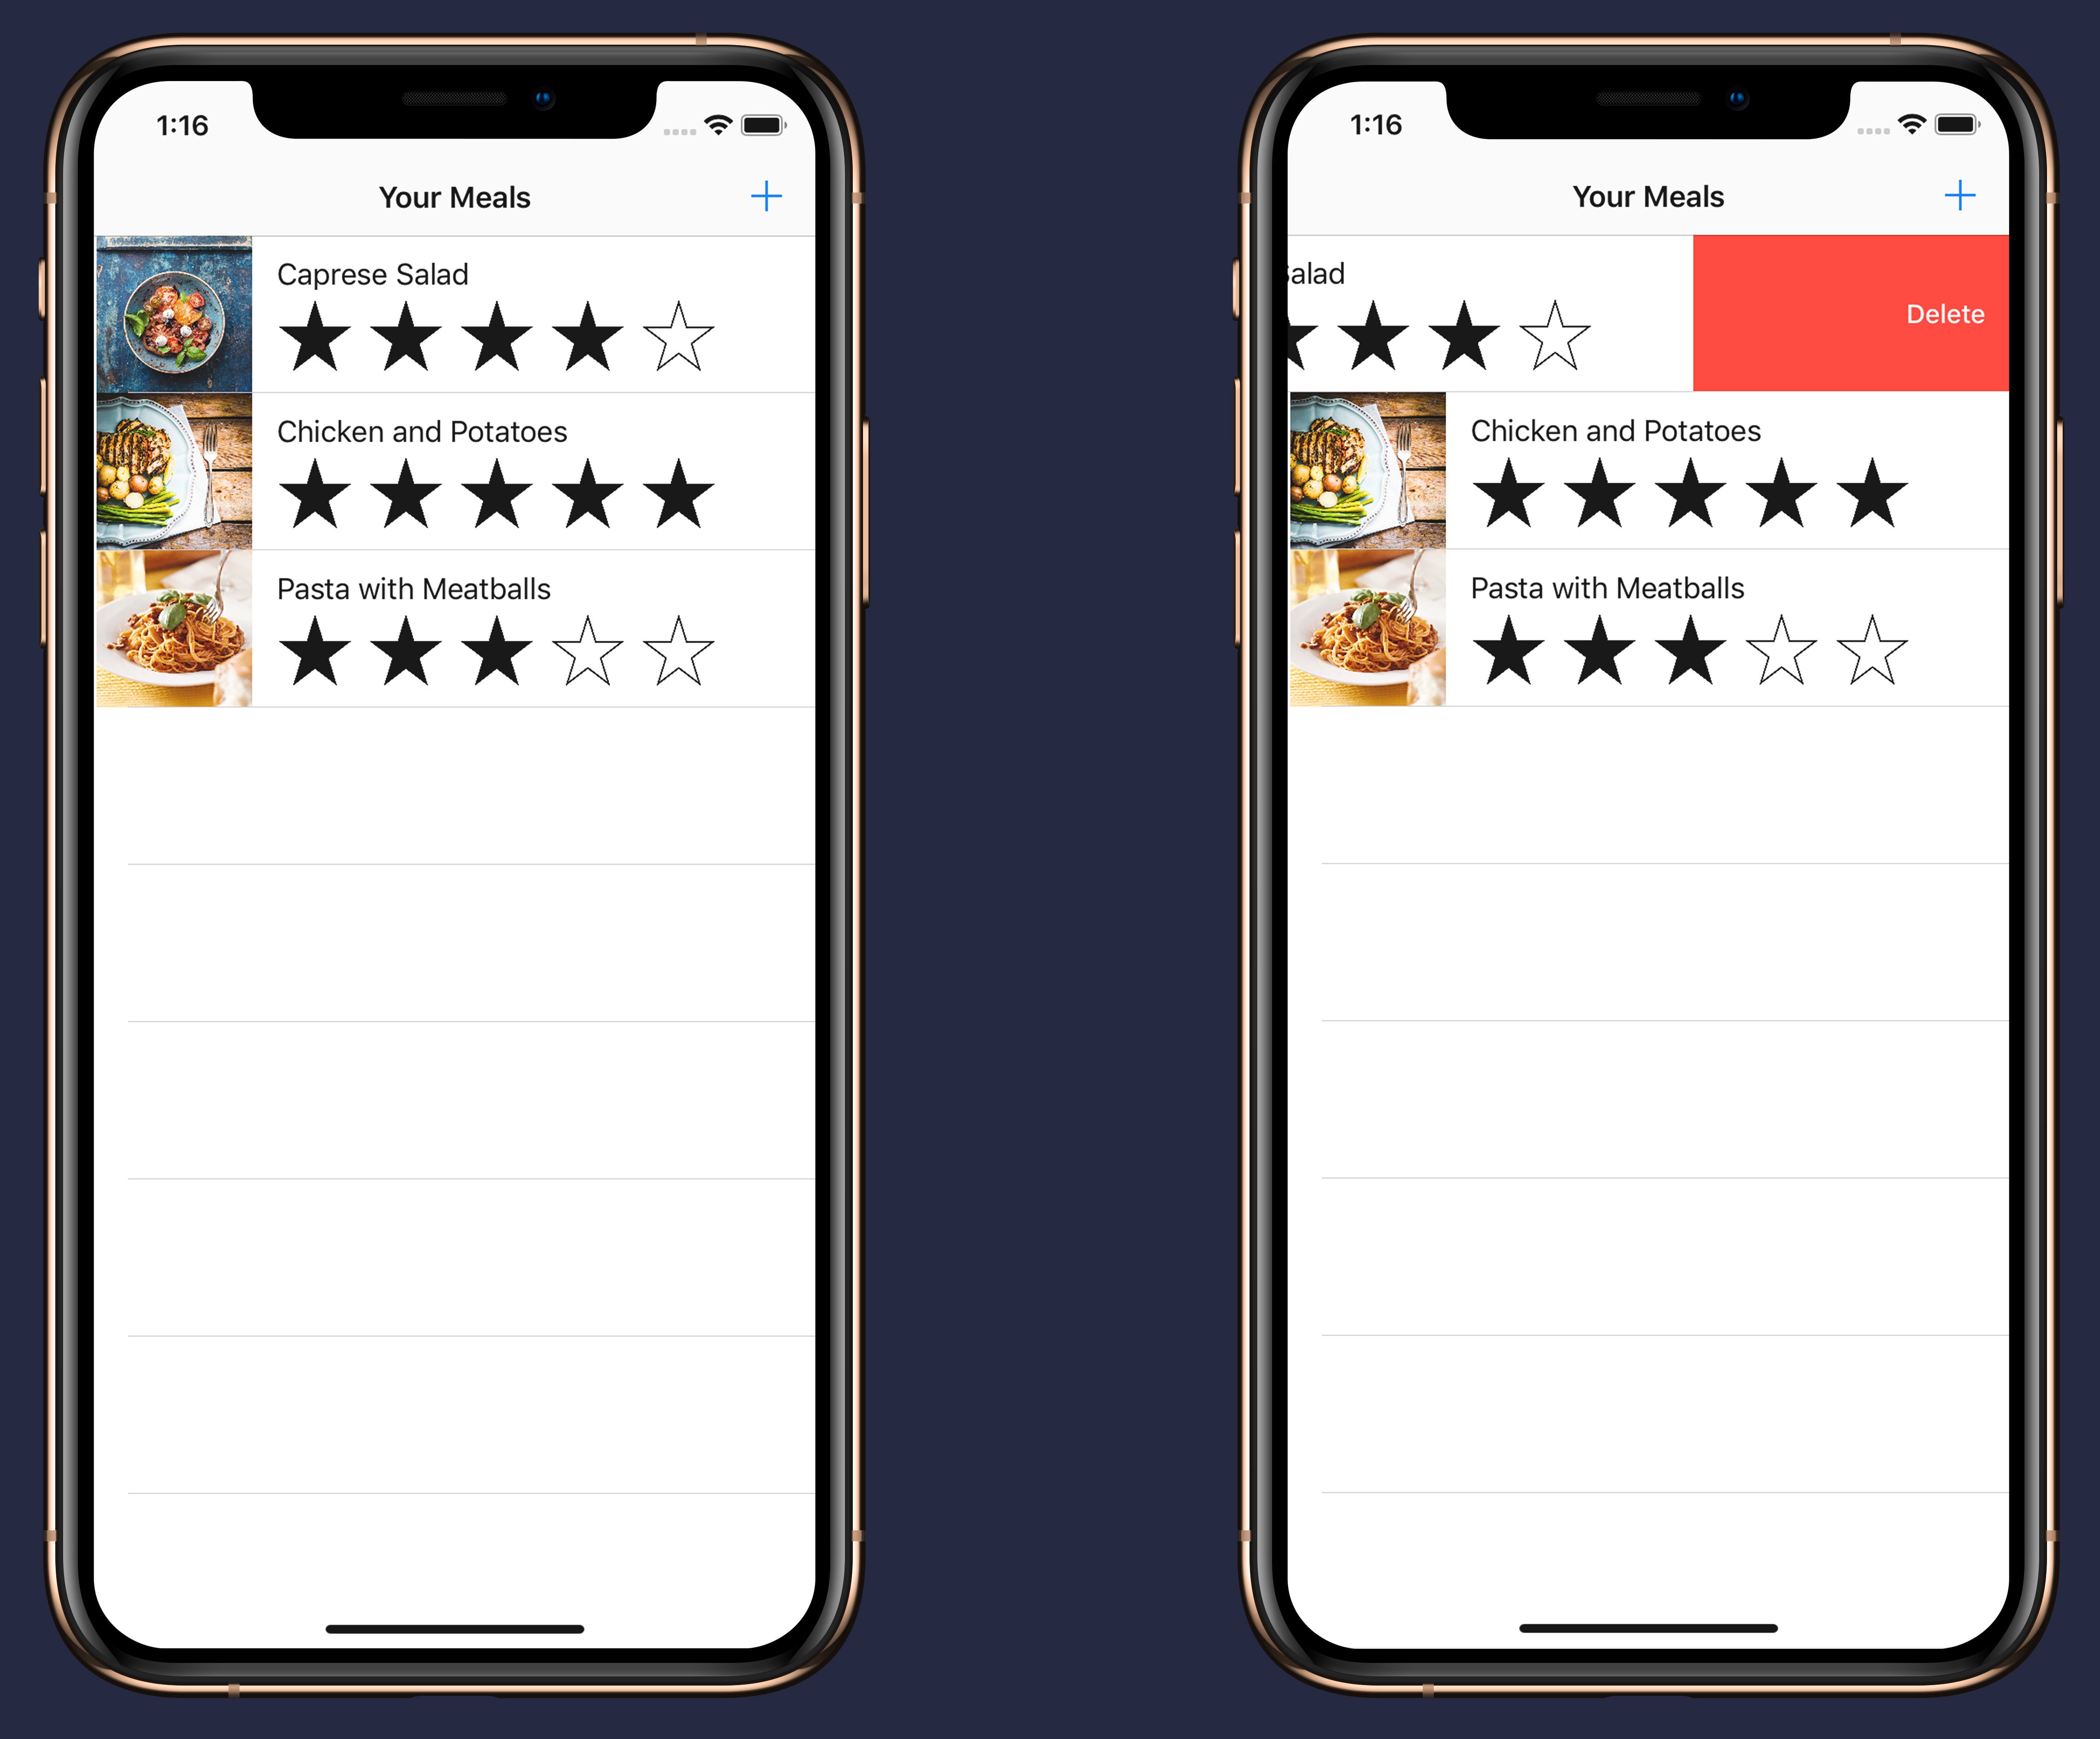 1:16
Your Meals
Caprese Salad
Chicken and Potatoes
Pasta with Meatballs
1:16
Your Meals
alad
Delete
Chicken and Potatoes
Pasta with Meatballs